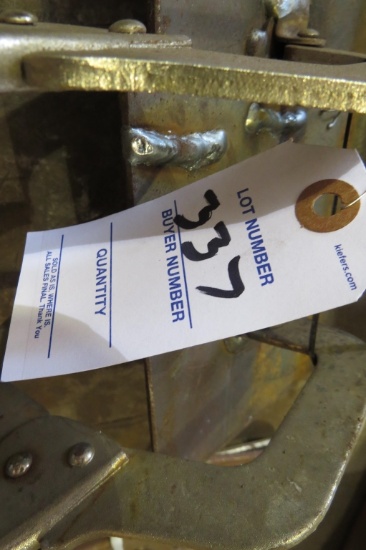 kiefers.com
LOT NUMBER
337
BUYER NUMBER
QUANTITY
SOLD AS IS, WHERE IS.
ALL SALES FINAL, Thank You